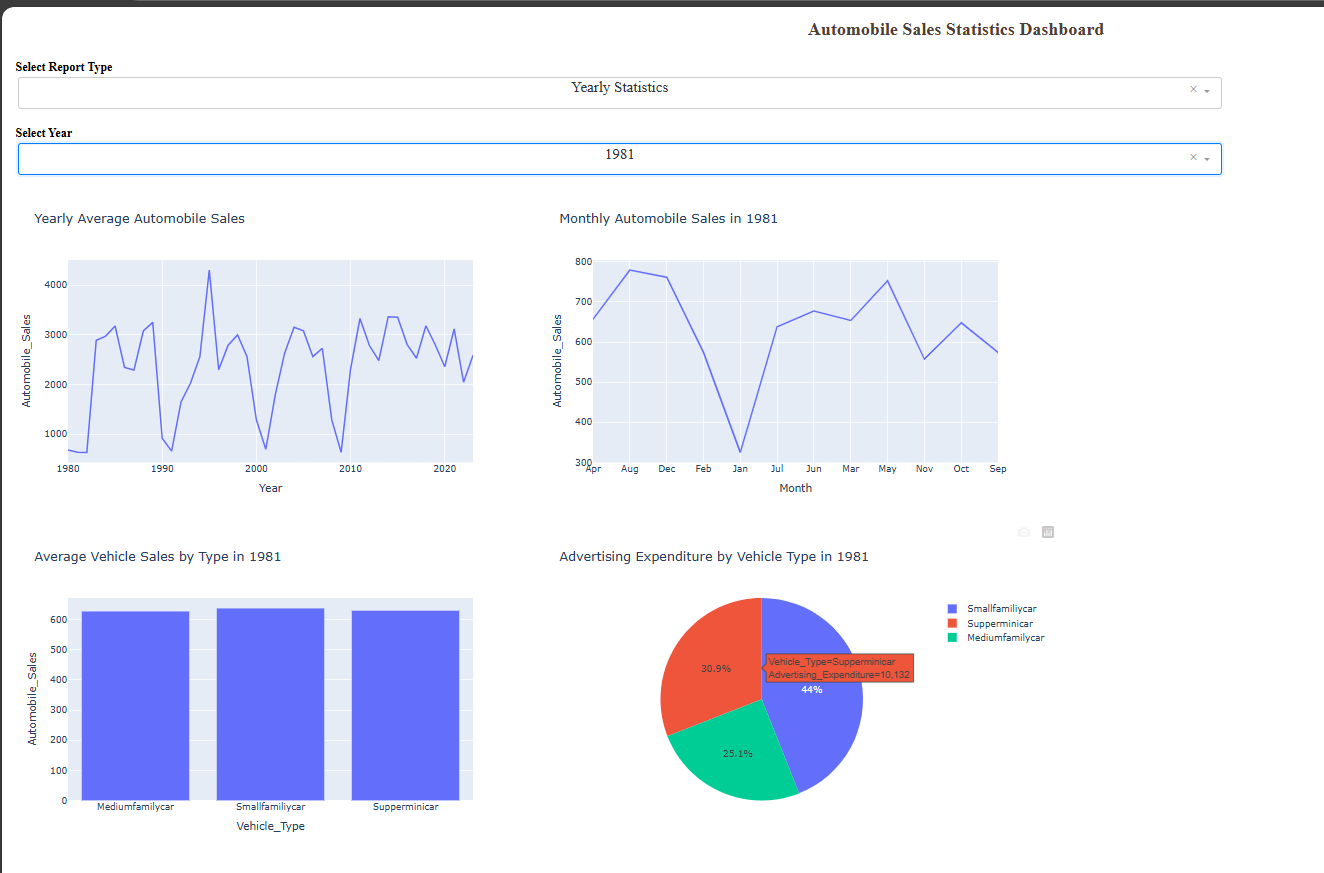 Automobile Sales Statistics Dashboard
Select Report Type
Yearly Statistics
Select Year
1981
Yearly Average Automobile Sales
4000
3000
2000
1000
Automobile_Sales
1980 1990 2000 2010 2020
Year
Monthly Automobile Sales in 1981
800
700
600
500
400
300
Automobile_Sales
Apr Aug Dec Feb Jan Jul Jun Mar May Nov Oct Sep
Month
Average Vehicle Sales by Type in 1981
600
500
400
300
200
100
0
Automobile_Sales
Mediumfamilycar Smallfamiliycar Supperminicar
Vehicle_Type
Advertising Expenditure by Vehicle Type in 1981
Smallfamiliycar
Supperminicar
Mediumfamilycar
Vehicle_Type=Supperminicar
Advertising_Expenditure=10,132
30.9%
44%
25.1%